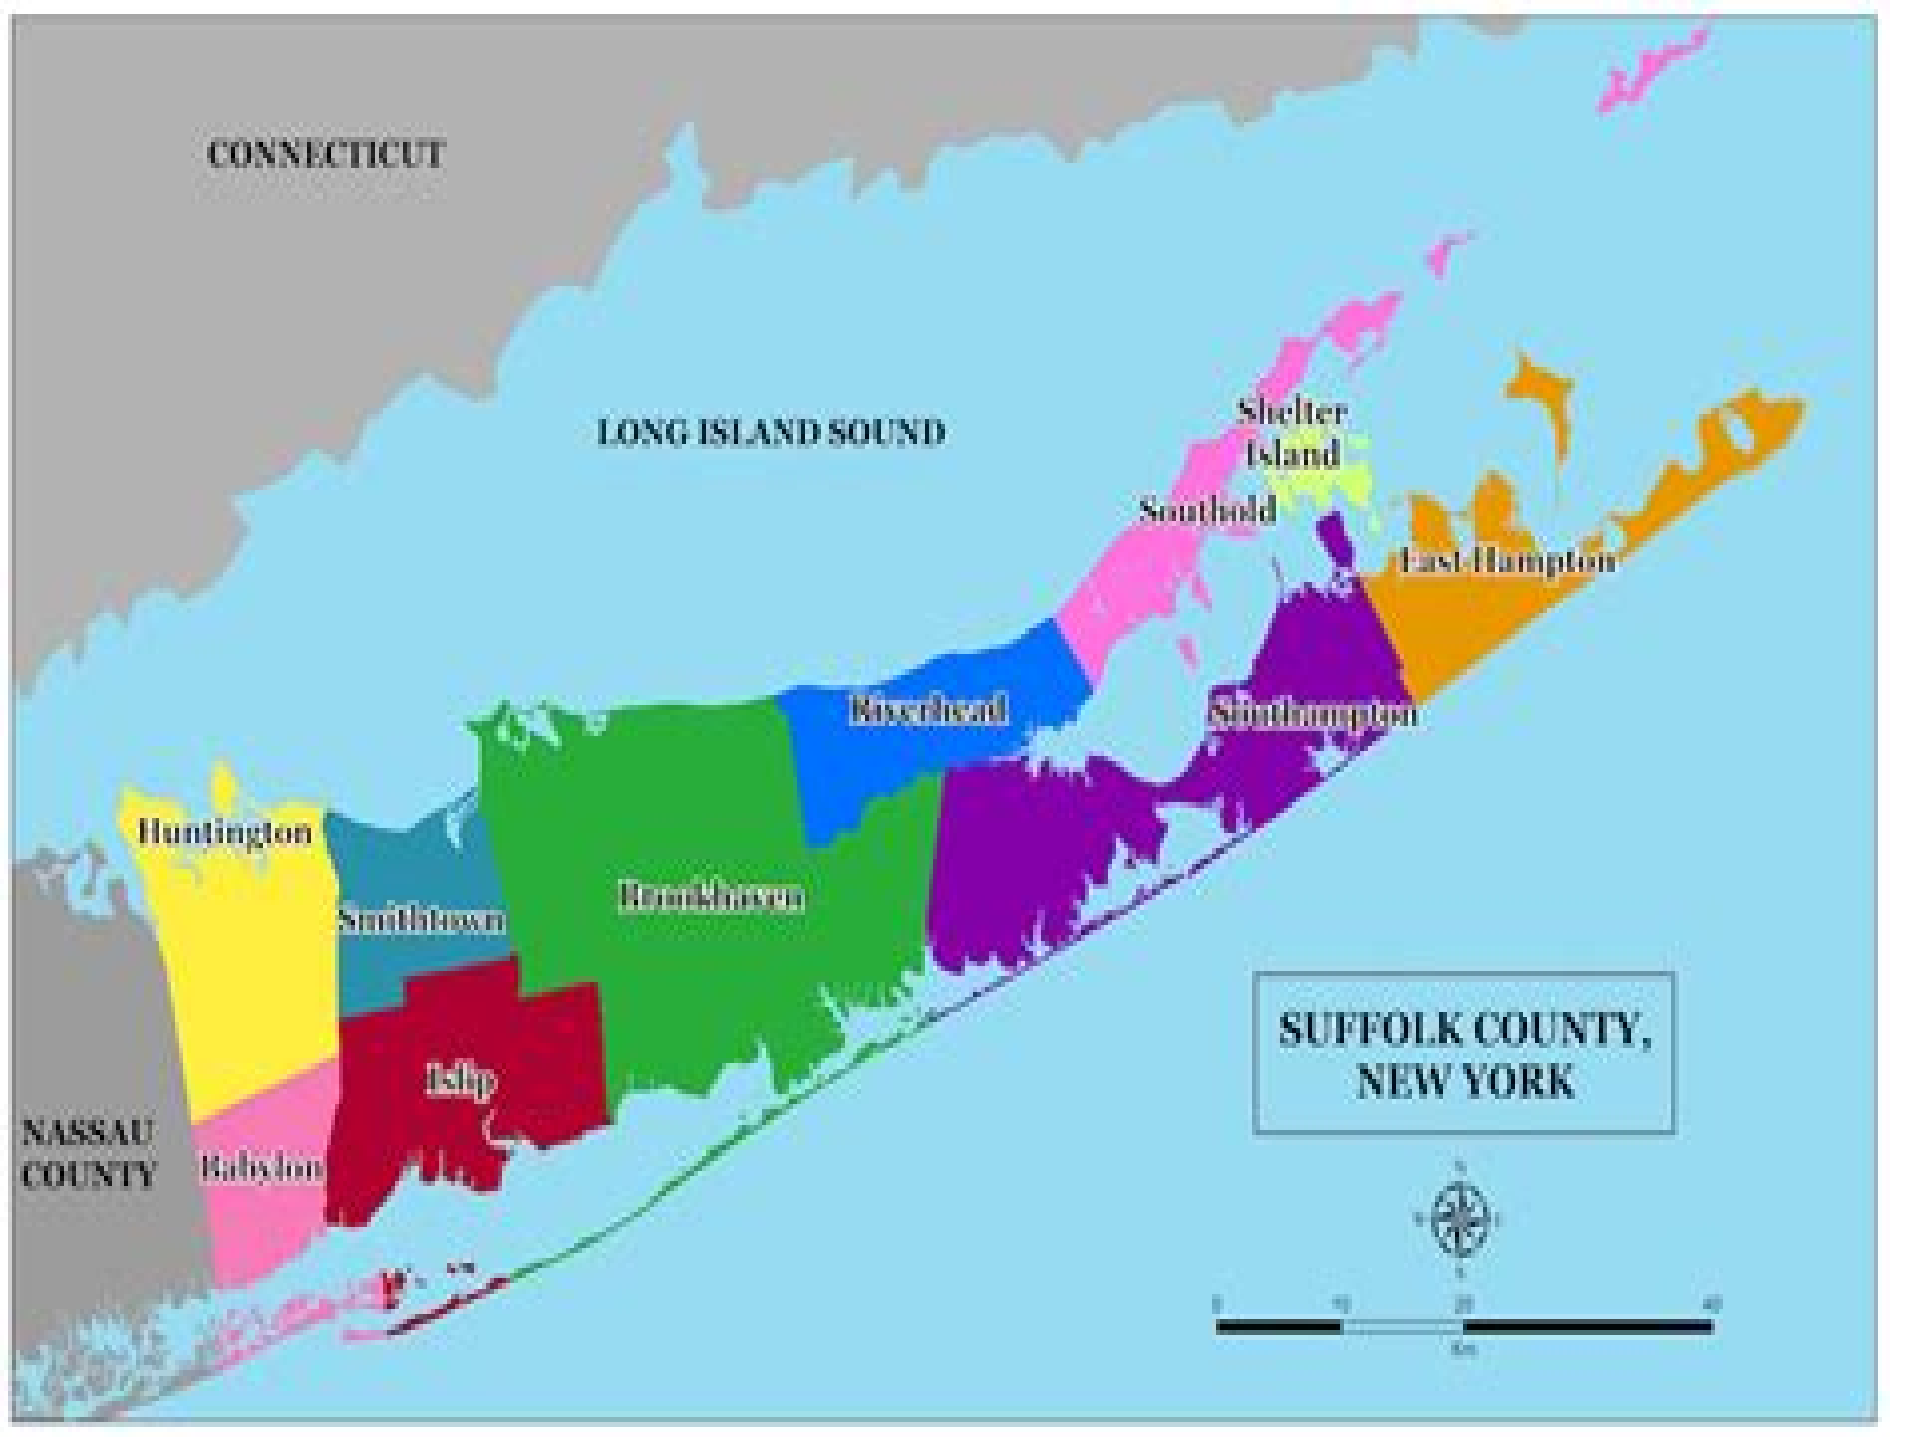 CONNECTICUT
LONG ISLAND SOUND
Shelter
Island
Southold
East Hampton
Riverhead
Southampton
Huntington
Smithtown
Brookhaven
Islip
Babylon
NASSAU
COUNTY
SUFFOLK COUNTY,
NEW YORK
0 10 20 40
Km